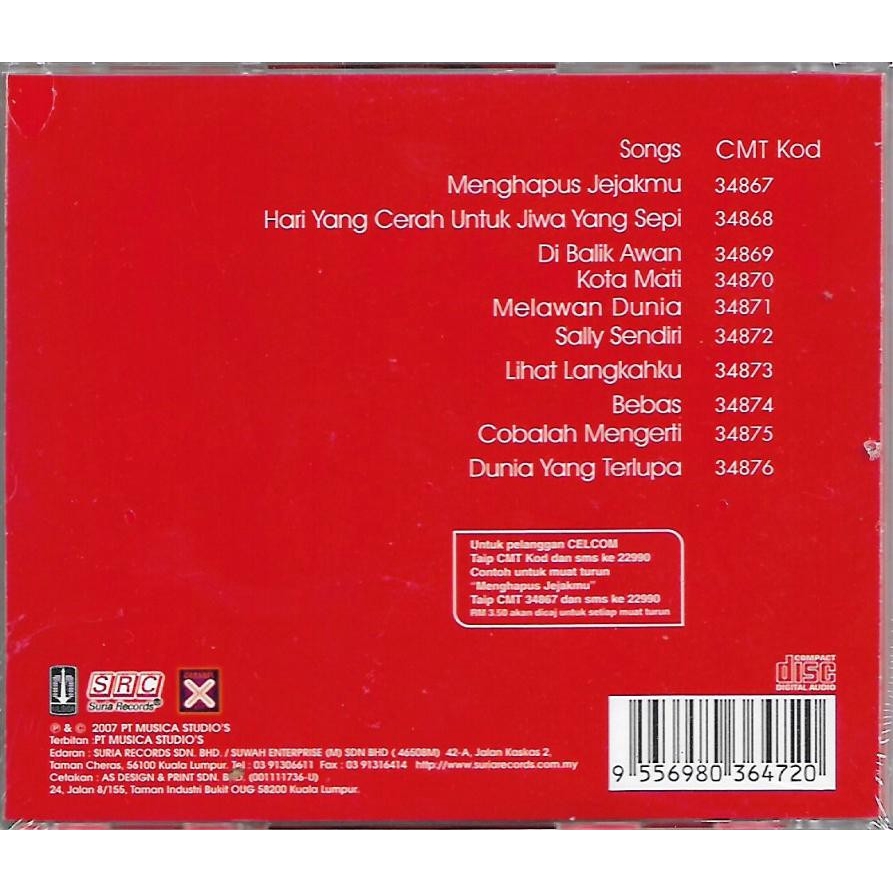 Songs CMT Kod
Menghapus Jejakmu 34867
Hari Yang Cerah Untuk Jiwa Yang Sepi 34868
Di Balik Awan 34869
Kota Mati 34870
Melawan Dunia 34871
Sally Sendiri 34872
Lihat Langkahku 34873
Bebas 34874
Cobalah Mengerti 34875
Dunia Yang Terlupa 34876
Untuk pelanggan CELCOM
Taip CMT Kod dan sms ke 22990
Contoh untuk muat turun
"Menghapus Jejakmu"
Taip CMT 34867 dan sms ke 22990
RM 3.50 akan dicaj untuk setiap muat turun
COMPACT
disc
DIGITAL AUDIO
SRC
Suria Records®
X
℗ & © 2007 PT MUSICA STUDIO'S
Terbitan :PT MUSICA STUDIO'S
Edaran : SURIA RECORDS SDN. BHD. / SUWAH ENTERPRISE (M) SDN BHD ( 46508M) 42-A, Jalan Kaskas 2,
Taman Cheras, 56100 Kuala Lumpur. Tel : 03 91306611 Fax : 03 91316414 http://www.suriarecords.com.my
Cetakan : AS DESIGN & PRINT SDN. (001111736-U)
24, Jalan 8/155, Taman Industri Bukit OUG 58200 Kuala Lumpur.
9 556980 364720